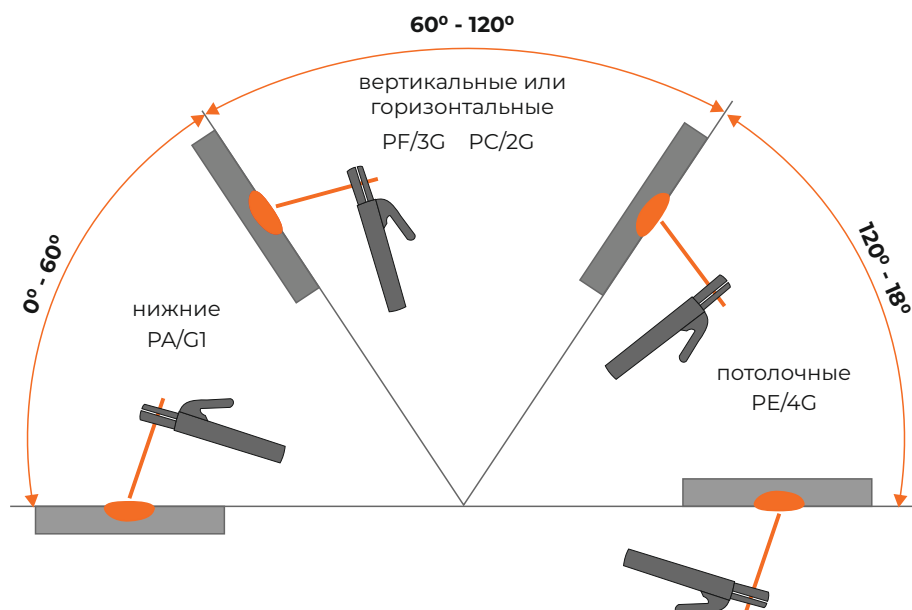 60º - 120º
вертикальные или
горизонтальные
PF/3G PC/2G
0º - 60º
нижние
PA/G1
120º - 18º
потолочные
PE/4G